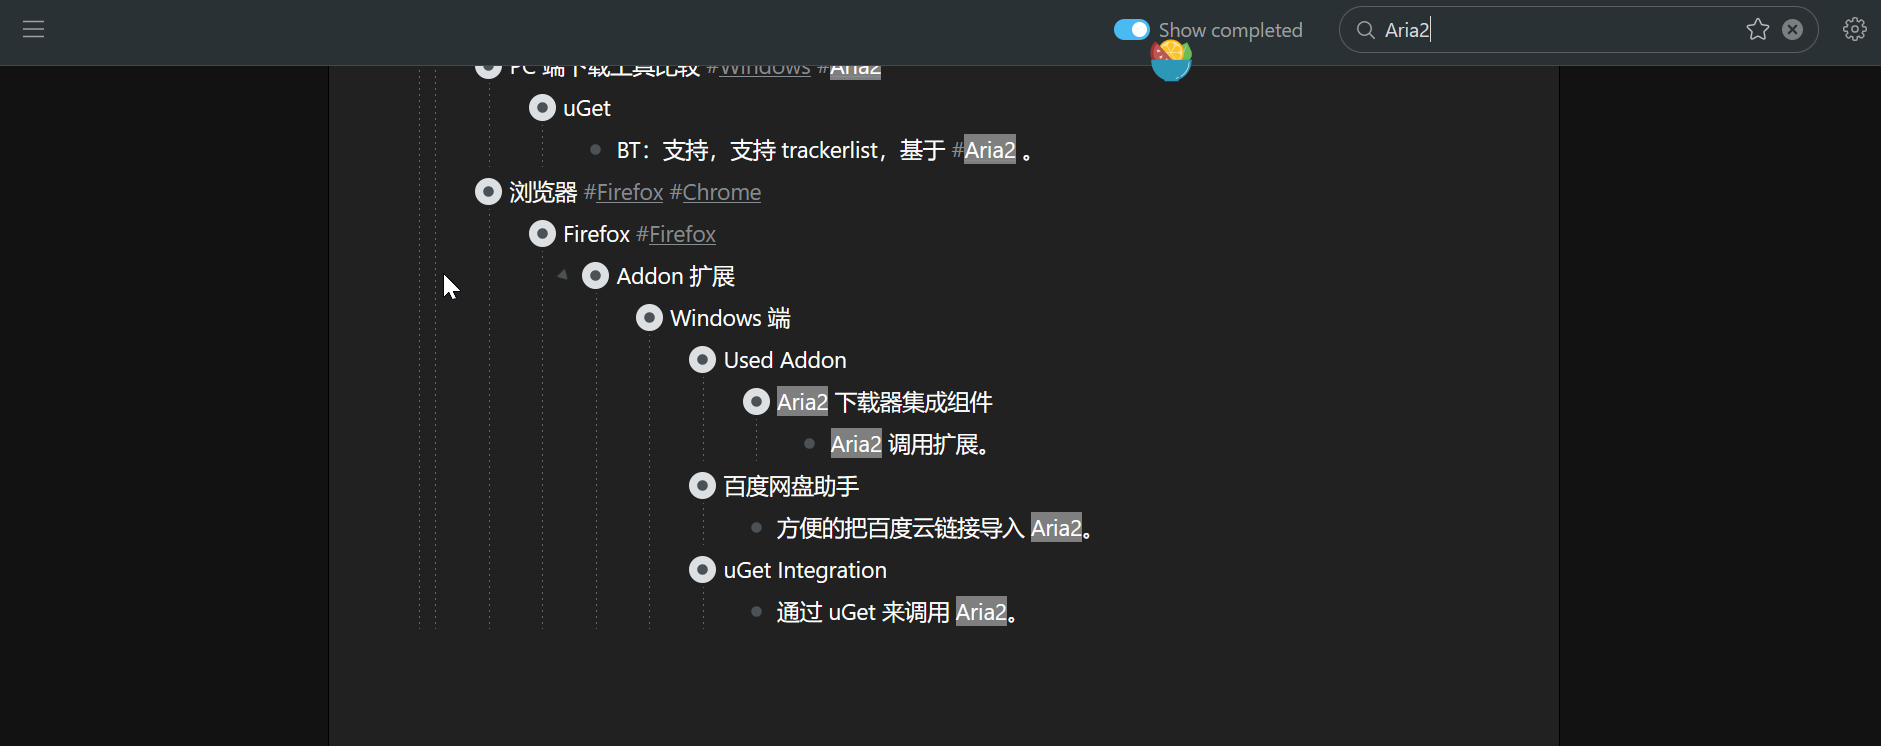 Show completed
Aria2
PC 端下载工具比较 #Windows #Aria2
uGet
BT：支持，支持 trackerlist，基于 #Aria2 。
浏览器 #Firefox #Chrome
Firefox #Firefox
Addon 扩展
Windows 端
Used Addon
Aria2 下载器集成组件
Aria2 调用扩展。
百度网盘助手
方便的把百度云链接导入 Aria2。
uGet Integration
通过 uGet 来调用 Aria2。